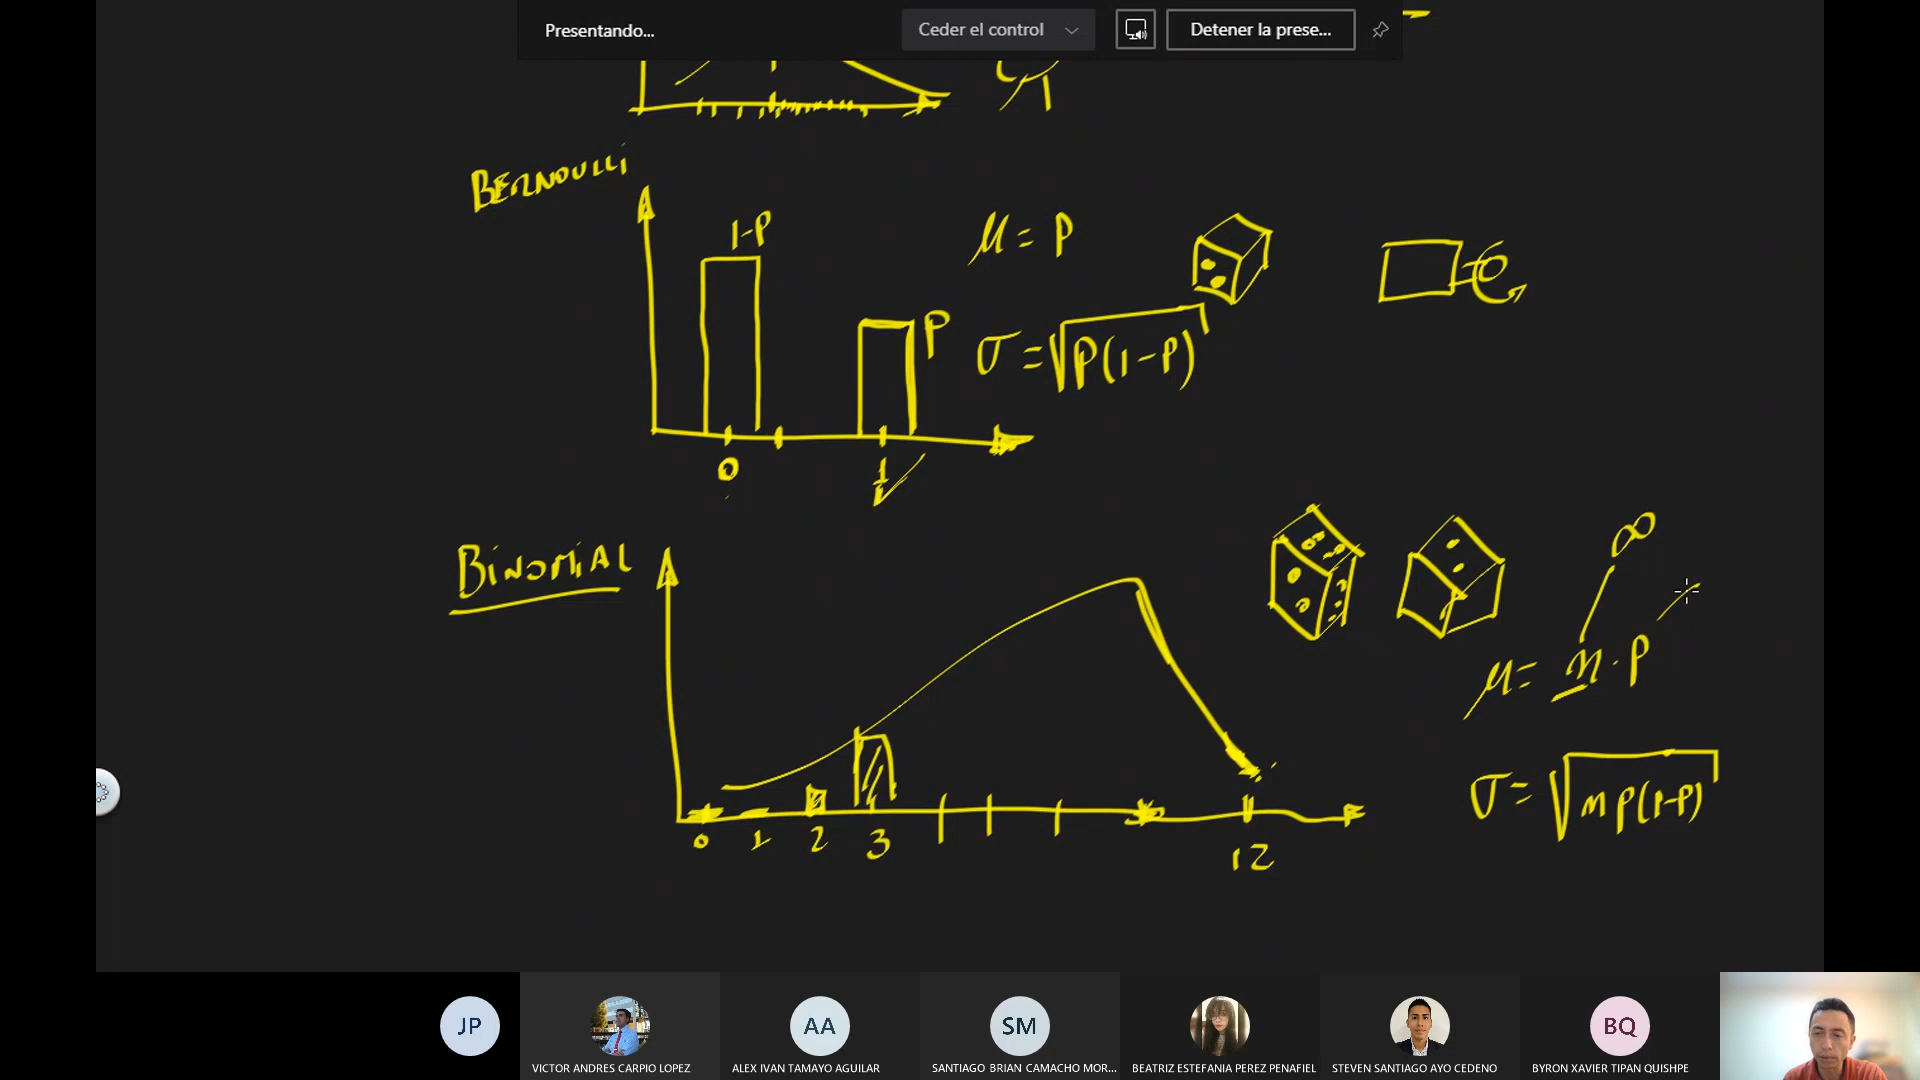 Presentando...
Ceder el control
Detener la prese...
BERNOULLI
1-P
μ = P
P
σ = √P(1-P)
0
1
BINOMIAL
∞
μ = n · P
σ = √nP(1-P)
0 1 2 3
12
JP
AA
SM
BQ
VICTOR ANDRES CARPIO LOPEZ
ALEX IVAN TAMAYO AGUILAR
SANTIAGO BRIAN CAMACHO MOR...
BEATRIZ ESTEFANIA PEREZ PENAFIEL
STEVEN SANTIAGO AYO CEDENO
BYRON XAVIER TIPAN QUISHPE